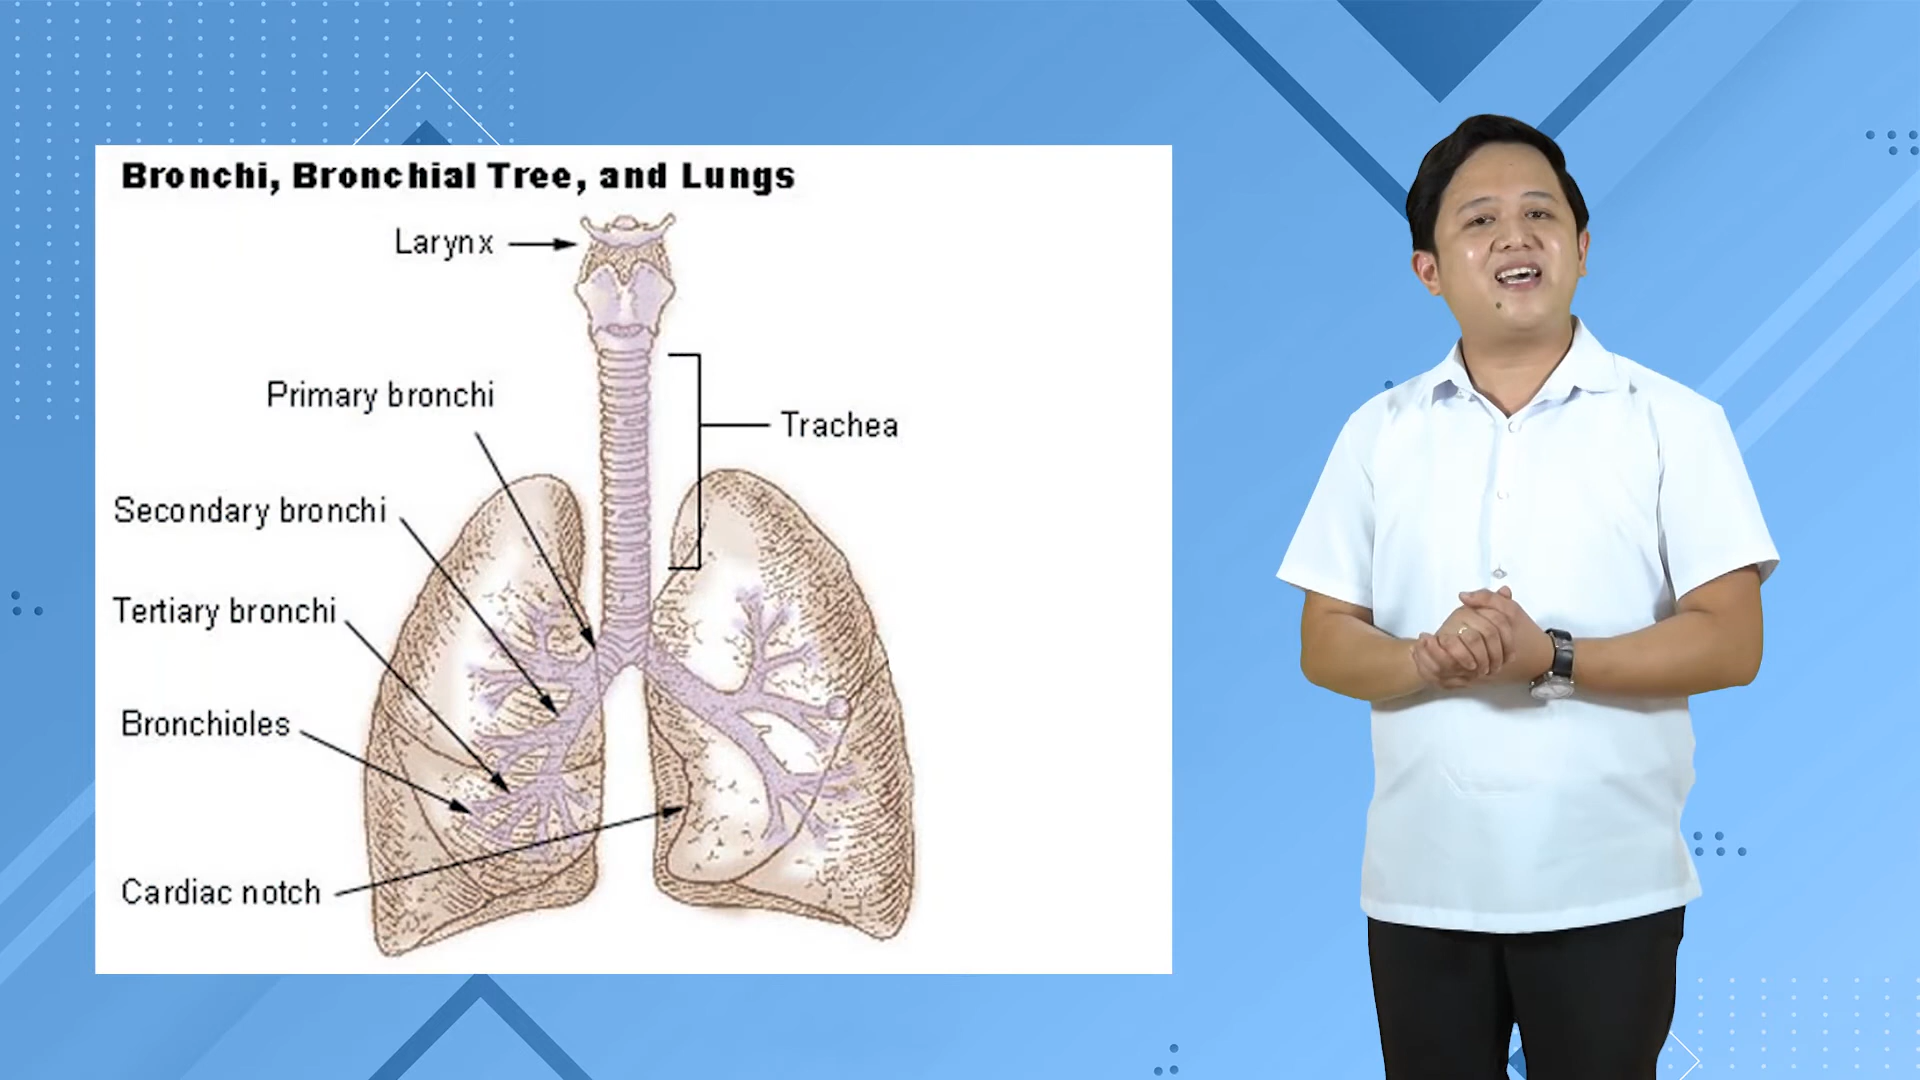 Bronchi, Bronchial Tree, and Lungs
Larynx
Primary bronchi
Trachea
Secondary bronchi
Tertiary bronchi
Bronchioles
Cardiac notch